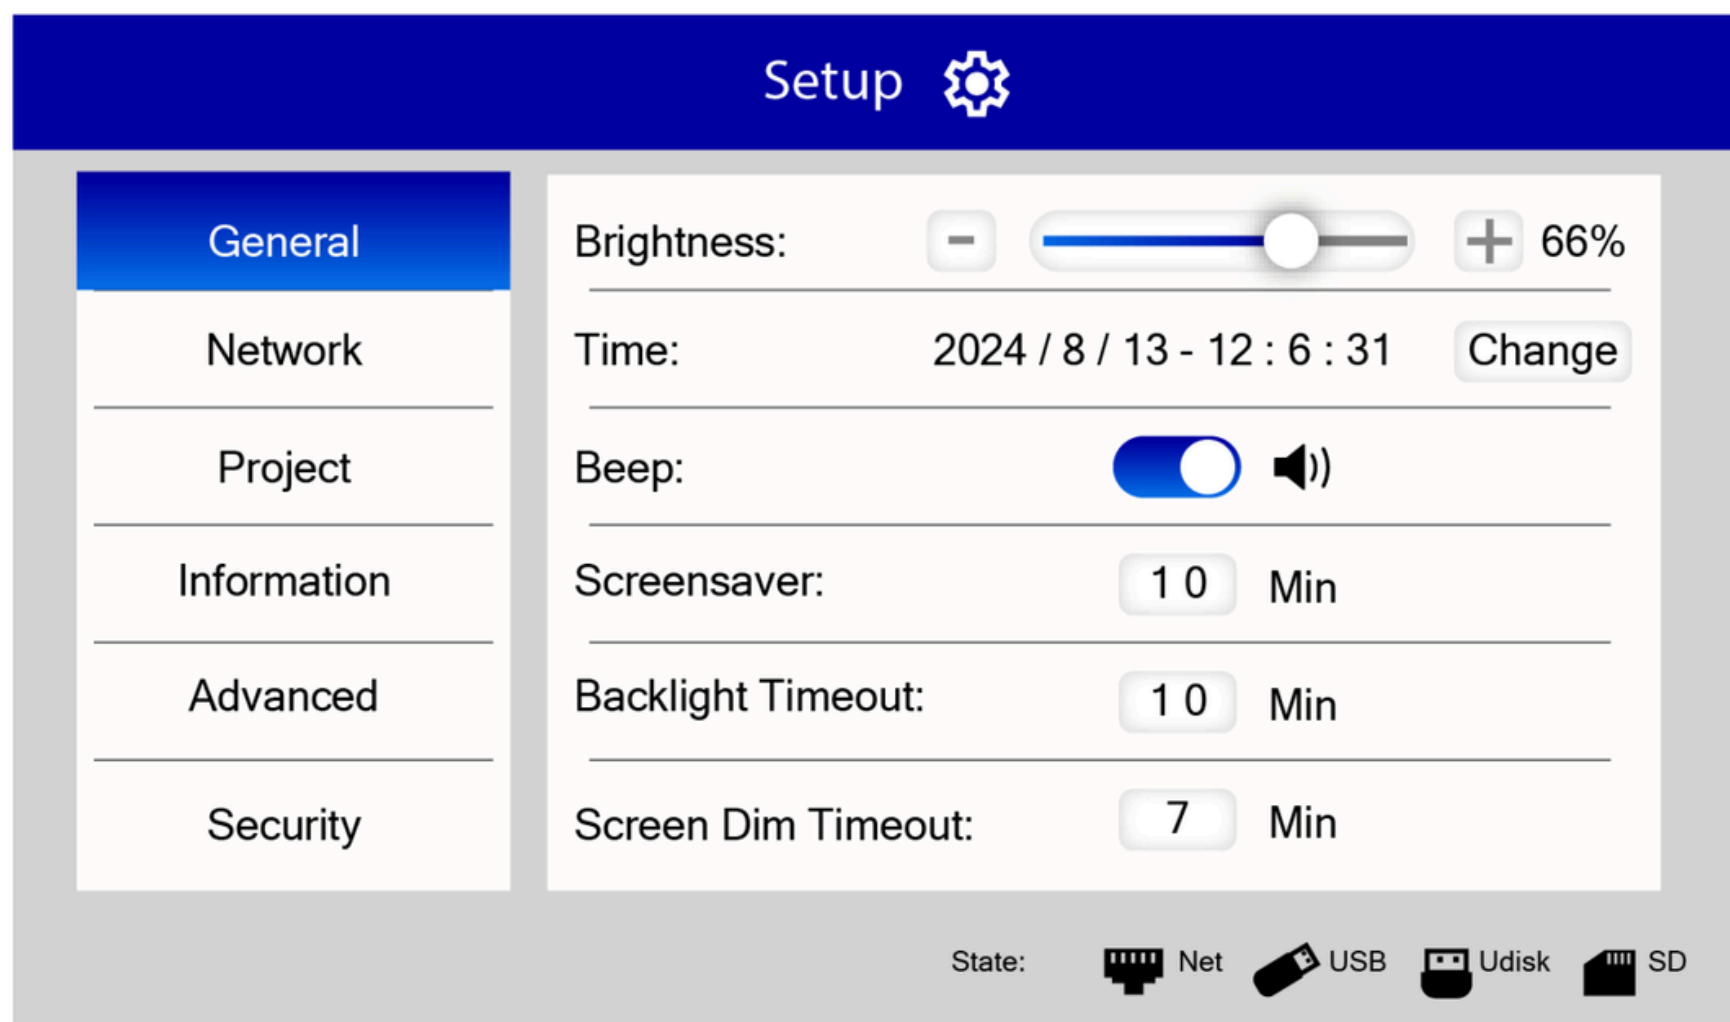 Setup
General
Network
Project
Information
Advanced
Security
Brightness: - + 66%
Time: 2024 / 8 / 13 - 12 : 6 : 31 Change
Beep:
Screensaver: 1 0 Min
Backlight Timeout: 1 0 Min
Screen Dim Timeout: 7 Min
State: Net USB Udisk SD